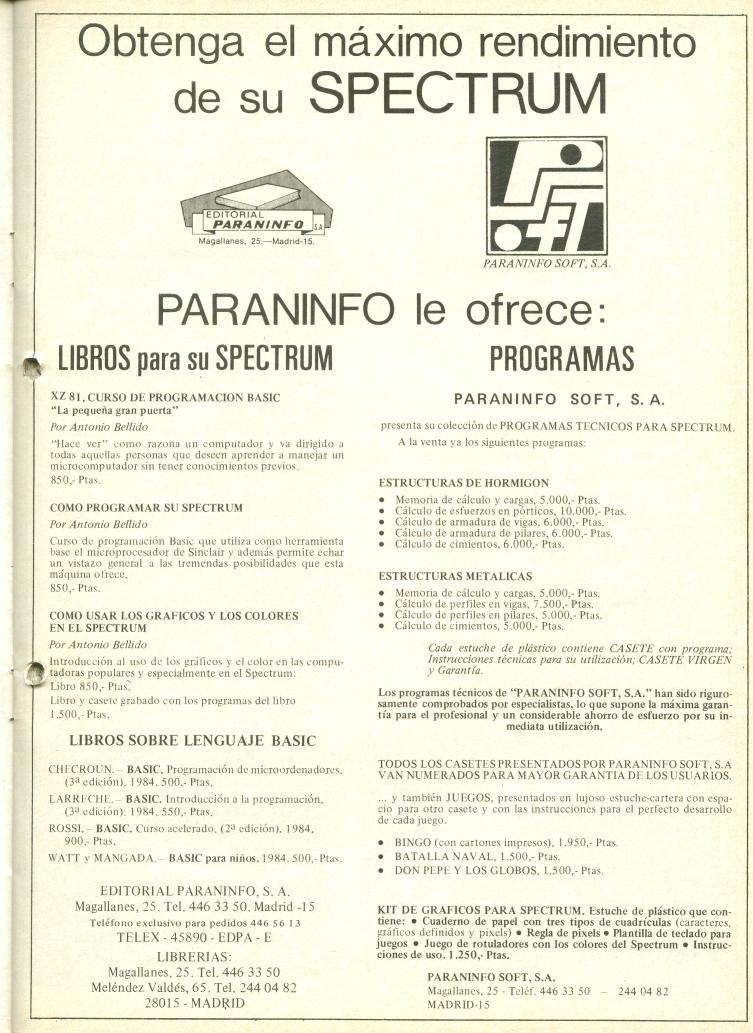 Obtenga el máximo rendimiento
de su SPECTRUM
EDITORIAL
PARANINFO S.A
Magallanes, 25.—Madrid-15.
P SOFT
PARANINFO SOFT, S.A.
PARANINFO le ofrece:
LIBROS para su SPECTRUM
XZ 81. CURSO DE PROGRAMACION BASIC
“La pequeña gran puerta”
Por Antonio Bellido
“Hace ver” como razona un computador y va dirigido a
todas aquellas personas que deseen aprender a manejar un
microcomputador sin tener conocimientos previos.
850,- Ptas.
COMO PROGRAMAR SU SPECTRUM
Por Antonio Bellido
Curso de programación Basic que utiliza como herramienta
base el microprocesador de Sinclair y además permite echar
un vistazo general a las tremendas posibilidades que esta
máquina ofrece.
850,- Ptas.
COMO USAR LOS GRAFICOS Y LOS COLORES
EN EL SPECTRUM
Por Antonio Bellido
Introducción al uso de los gráficos y el color en las compu-
tadoras populares y especialmente en el Spectrum:
Libro 850,- Ptas.
Libro y casete grabado con los programas del libro
1.500,- Ptas.
LIBROS SOBRE LENGUAJE BASIC
CHECROUN.– BASIC. Programación de microordenadores.
(3ª edición). 1984. 500,- Ptas.
LARRECHE.– BASIC. Introducción a la programación.
(3ª edición). 1984. 550,- Ptas.
ROSSI.– BASIC. Curso acelerado. (2ª edición). 1984.
900,- Ptas.
WATT y MANGADA.– BASIC para niños. 1984. 500,- Ptas.
EDITORIAL PARANINFO, S. A.
Magallanes, 25. Tel. 446 33 50. Madrid -15
Teléfono exclusivo para pedidos 446 56 13
TELEX - 45890 - EDPA - E
LIBRERIAS:
Magallanes, 25. Tel. 446 33 50
Meléndez Valdés, 65. Tel. 244 04 82
28015 - MADRID
PROGRAMAS
PARANINFO SOFT, S. A.
presenta su colección de PROGRAMAS TECNICOS PARA SPECTRUM.
A la venta ya los siguientes programas:
ESTRUCTURAS DE HORMIGON
● Memoria de cálculo y cargas, 5.000,- Ptas.
● Cálculo de esfuerzos en pórticos, 10.000,- Ptas.
● Cálculo de armadura de vigas, 6.000,- Ptas.
● Cálculo de armadura de pilares, 6.000,- Ptas.
● Cálculo de cimientos, 6.000,- Ptas.
ESTRUCTURAS METALICAS
● Memoria de cálculo y cargas, 5.000,- Ptas.
● Cálculo de perfiles en vigas, 7.500,- Ptas.
● Cálculo de perfiles en pilares, 5.000,- Ptas.
● Cálculo de cimientos, 5.000,- Ptas.
Cada estuche de plástico contiene CASETE con programa;
Instrucciones técnicas para su utilización; CASETE VIRGEN
y Garantía.
Los programas técnicos de “PARANINFO SOFT, S.A.” han sido riguro-
samente comprobados por especialistas, lo que supone la máxima garan-
tía para el profesional y un considerable ahorro de esfuerzo por su in-
mediata utilización.
TODOS LOS CASETES PRESENTADOS POR PARANINFO SOFT, S.A
VAN NUMERADOS PARA MAYOR GARANTIA DE LOS USUARIOS.
... y también JUEGOS, presentados en lujoso estuche-cartera con espa-
cio para otro casete y con las instrucciones para el perfecto desarrollo
de cada juego.
● BINGO (con cartones impresos), 1.950,- Ptas.
● BATALLA NAVAL, 1.500,- Ptas.
● DON PEPE Y LOS GLOBOS, 1.500,- Ptas.
KIT DE GRAFICOS PARA SPECTRUM. Estuche de plástico que con-
tiene: ● Cuaderno de papel con tres tipos de cuadrículas (caracteres,
gráficos definidos y pixels) ● Regla de pixels ● Plantilla de teclado para
juegos ● Juego de rotuladores con los colores del Spectrum ● Instruc-
ciones de uso. 1.250,- Ptas.
PARANINFO SOFT, S.A.
Magallanes, 25 - Teléf. 446 33 50 – 244 04 82
MADRID-15